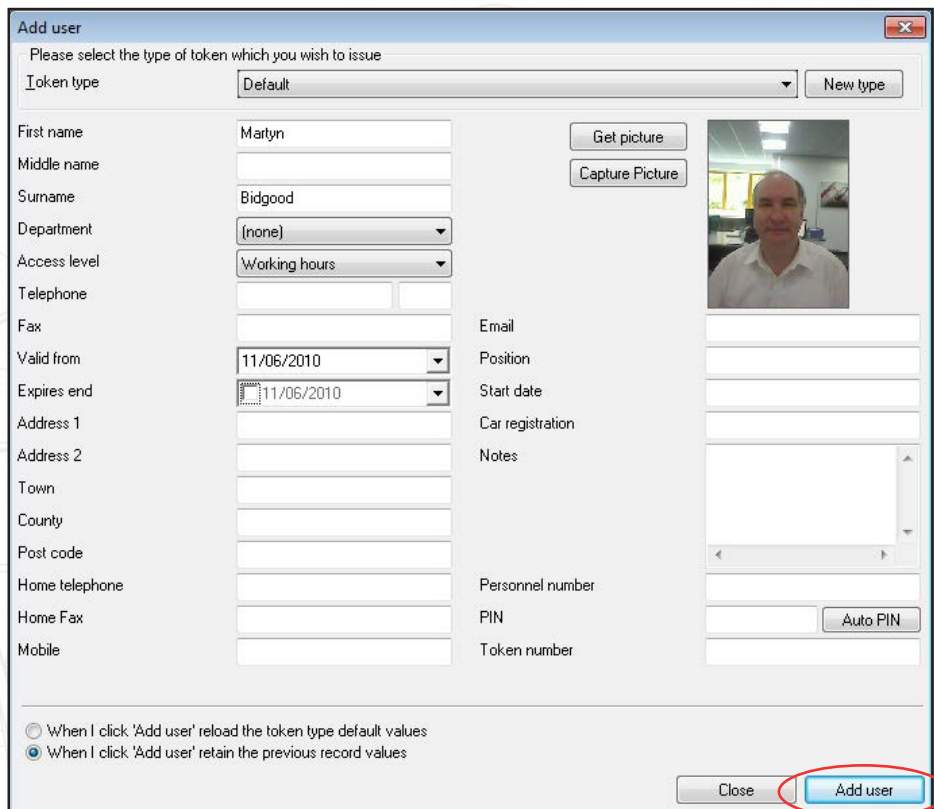 Add user
Please select the type of token which you wish to issue
Token type Default New type
First name Martyn Get picture
Middle name Capture Picture
Surname Bidgood
Department (none)
Access level Working hours
Telephone
Fax Email
Valid from 11/06/2010 Position
Expires end 11/06/2010 Start date
Address 1 Car registration
Address 2 Notes
Town
County
Post code
Home telephone Personnel number
Home Fax PIN Auto PIN
Mobile Token number
When I click 'Add user' reload the token type default values
When I click 'Add user' retain the previous record values
Close Add user